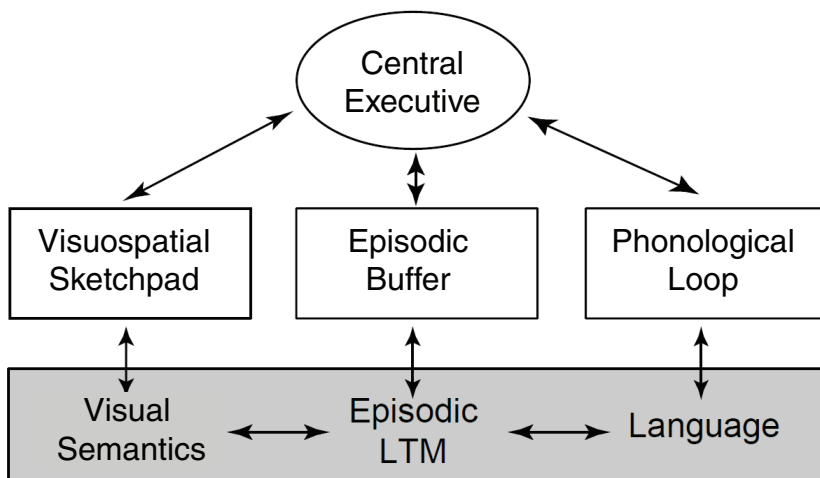 Central
Executive
Visuospatial
Sketchpad
Episodic
Buffer
Phonological
Loop
Visual
Semantics
Episodic
LTM
Language